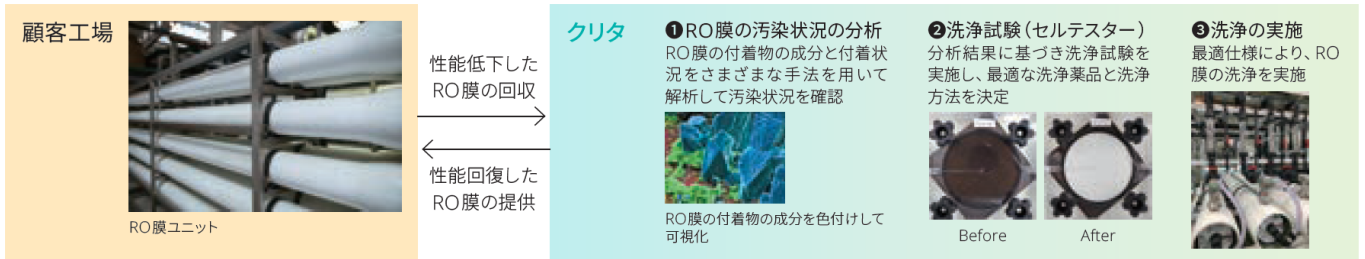 顧客工場
RO膜ユニット
性能低下した
RO膜の回収
性能回復した
RO膜の提供
クリタ
❶RO膜の汚染状況の分析
RO膜の付着物の成分と付着状
況をさまざまな手法を用いて
解析して汚染状況を確認
RO膜の付着物の成分を色付けして
可視化
❷洗浄試験（セルテスター）
分析結果に基づき洗浄試験を
実施し、最適な洗浄薬品と洗浄
方法を決定
Before
After
❸洗浄の実施
最適仕様により、RO
膜の洗浄を実施